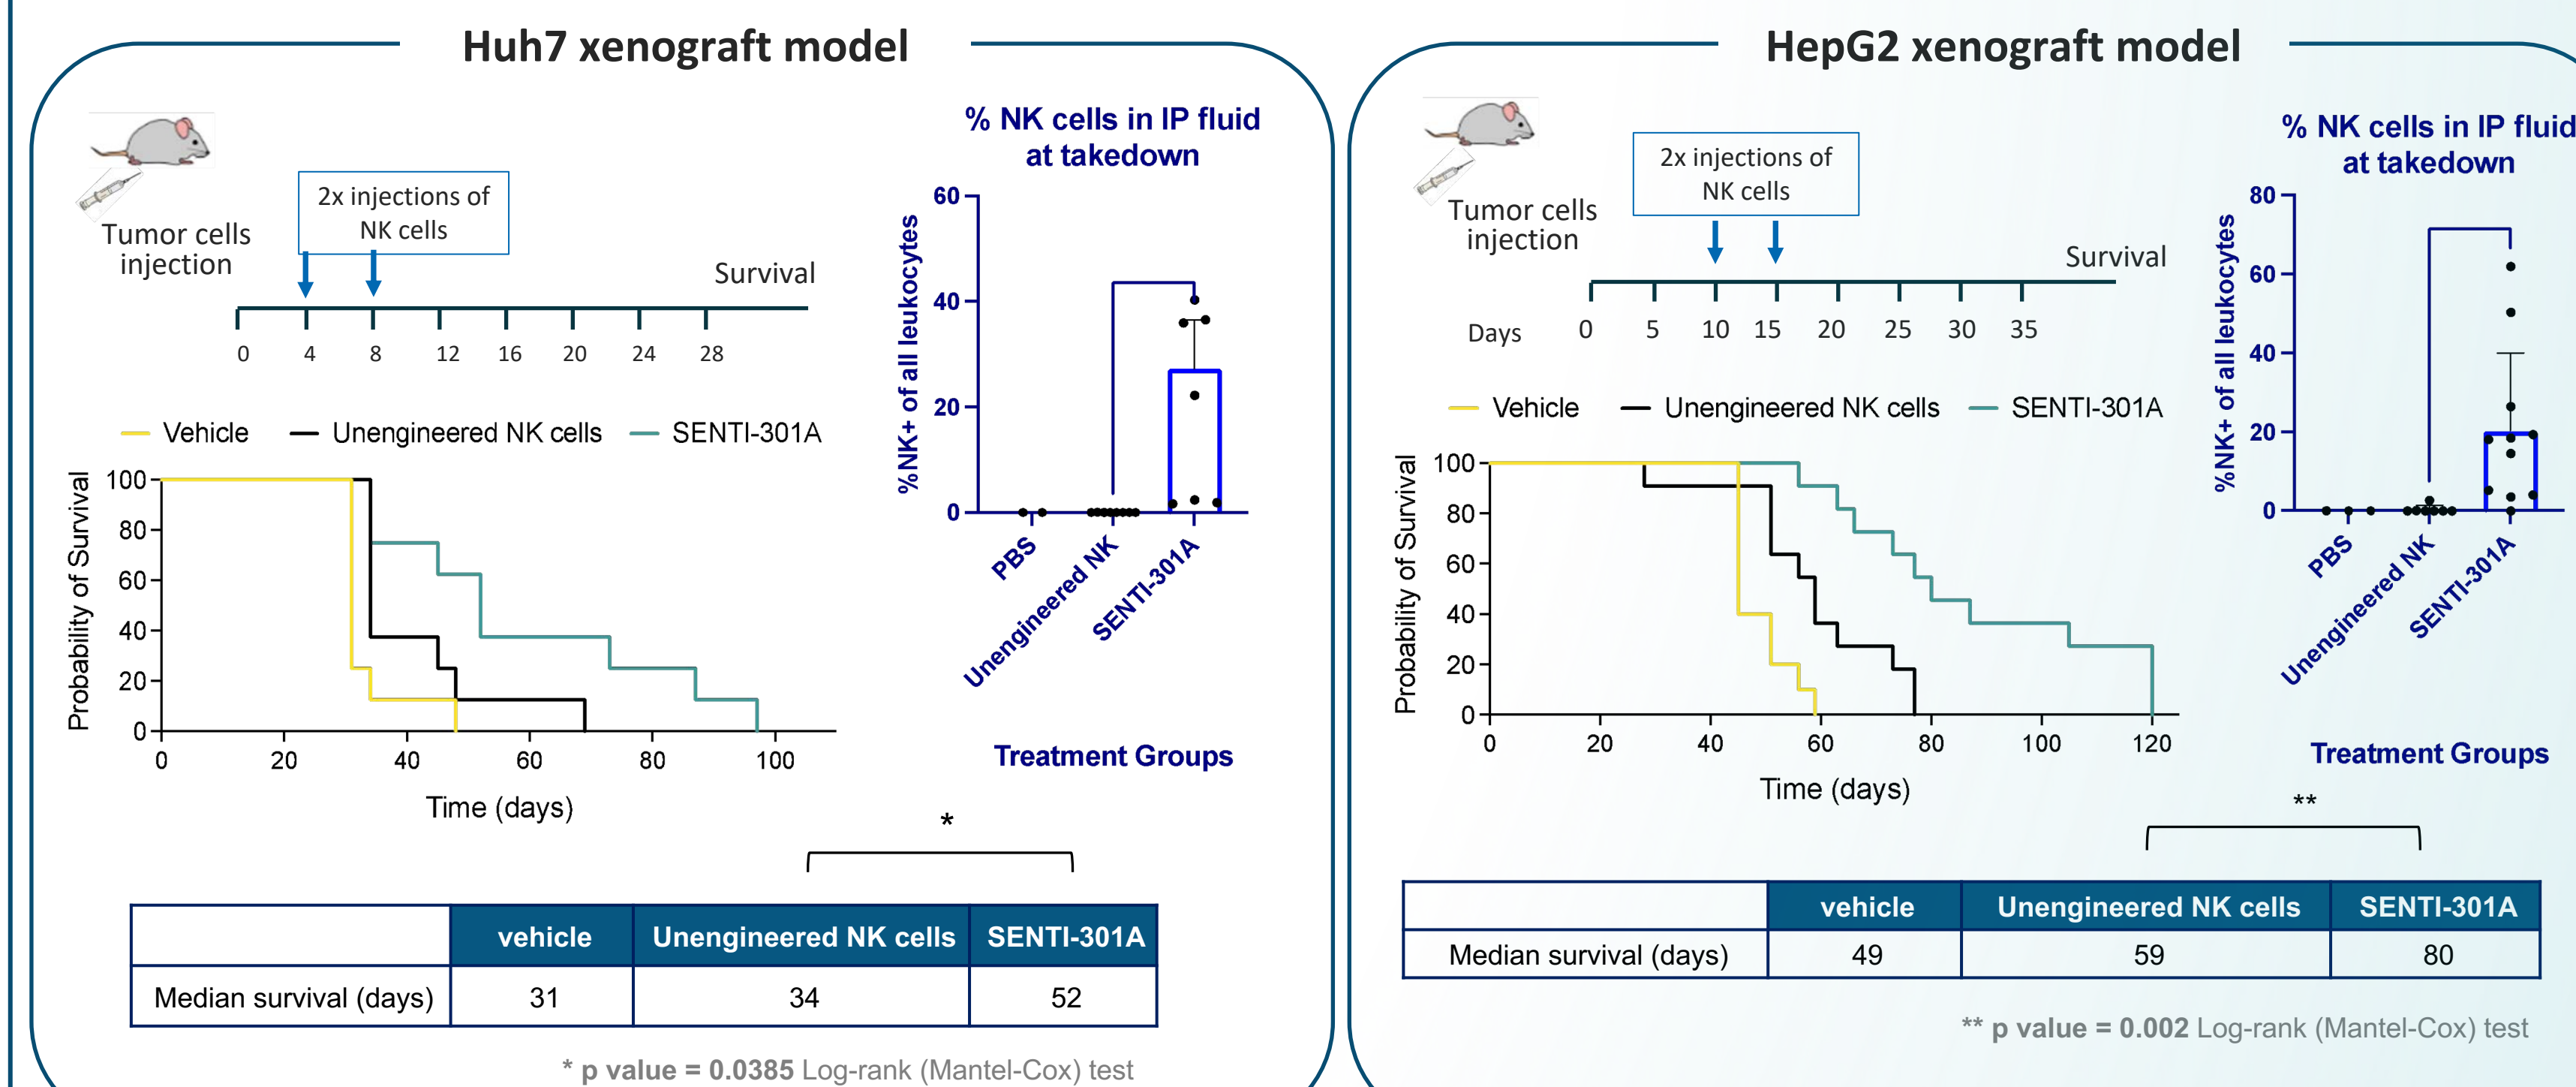 Huh7 xenograft model
Tumor cells
injection
2x injections of
NK cells
Survival
0 4 8 12 16 20 24 28
% NK cells in IP fluid
at takedown
%NK+ of all leukocytes
60
40
20
0
PBS
Unengineered NK
SENTI-301A
Treatment Groups
Vehicle Unengineered NK cells SENTI-301A
Probability of Survival
100
80
60
40
20
0
0 20 40 60 80 100
Time (days)
*
vehicle Unengineered NK cells SENTI-301A
Median survival (days) 31 34 52
* p value = 0.0385 Log-rank (Mantel-Cox) test
HepG2 xenograft model
Tumor cells
injection
2x injections of
NK cells
Survival
Days 0 5 10 15 20 25 30 35
% NK cells in IP fluid
at takedown
%NK+ of all leukocytes
80
60
40
20
0
PBS
Unengineered NK
SENTI-301A
Treatment Groups
Vehicle Unengineered NK cells SENTI-301A
Probability of Survival
100
80
60
40
20
0
0 20 40 60 80 100 120
Time (days)
**
vehicle Unengineered NK cells SENTI-301A
Median survival (days) 49 59 80
** p value = 0.002 Log-rank (Mantel-Cox) test